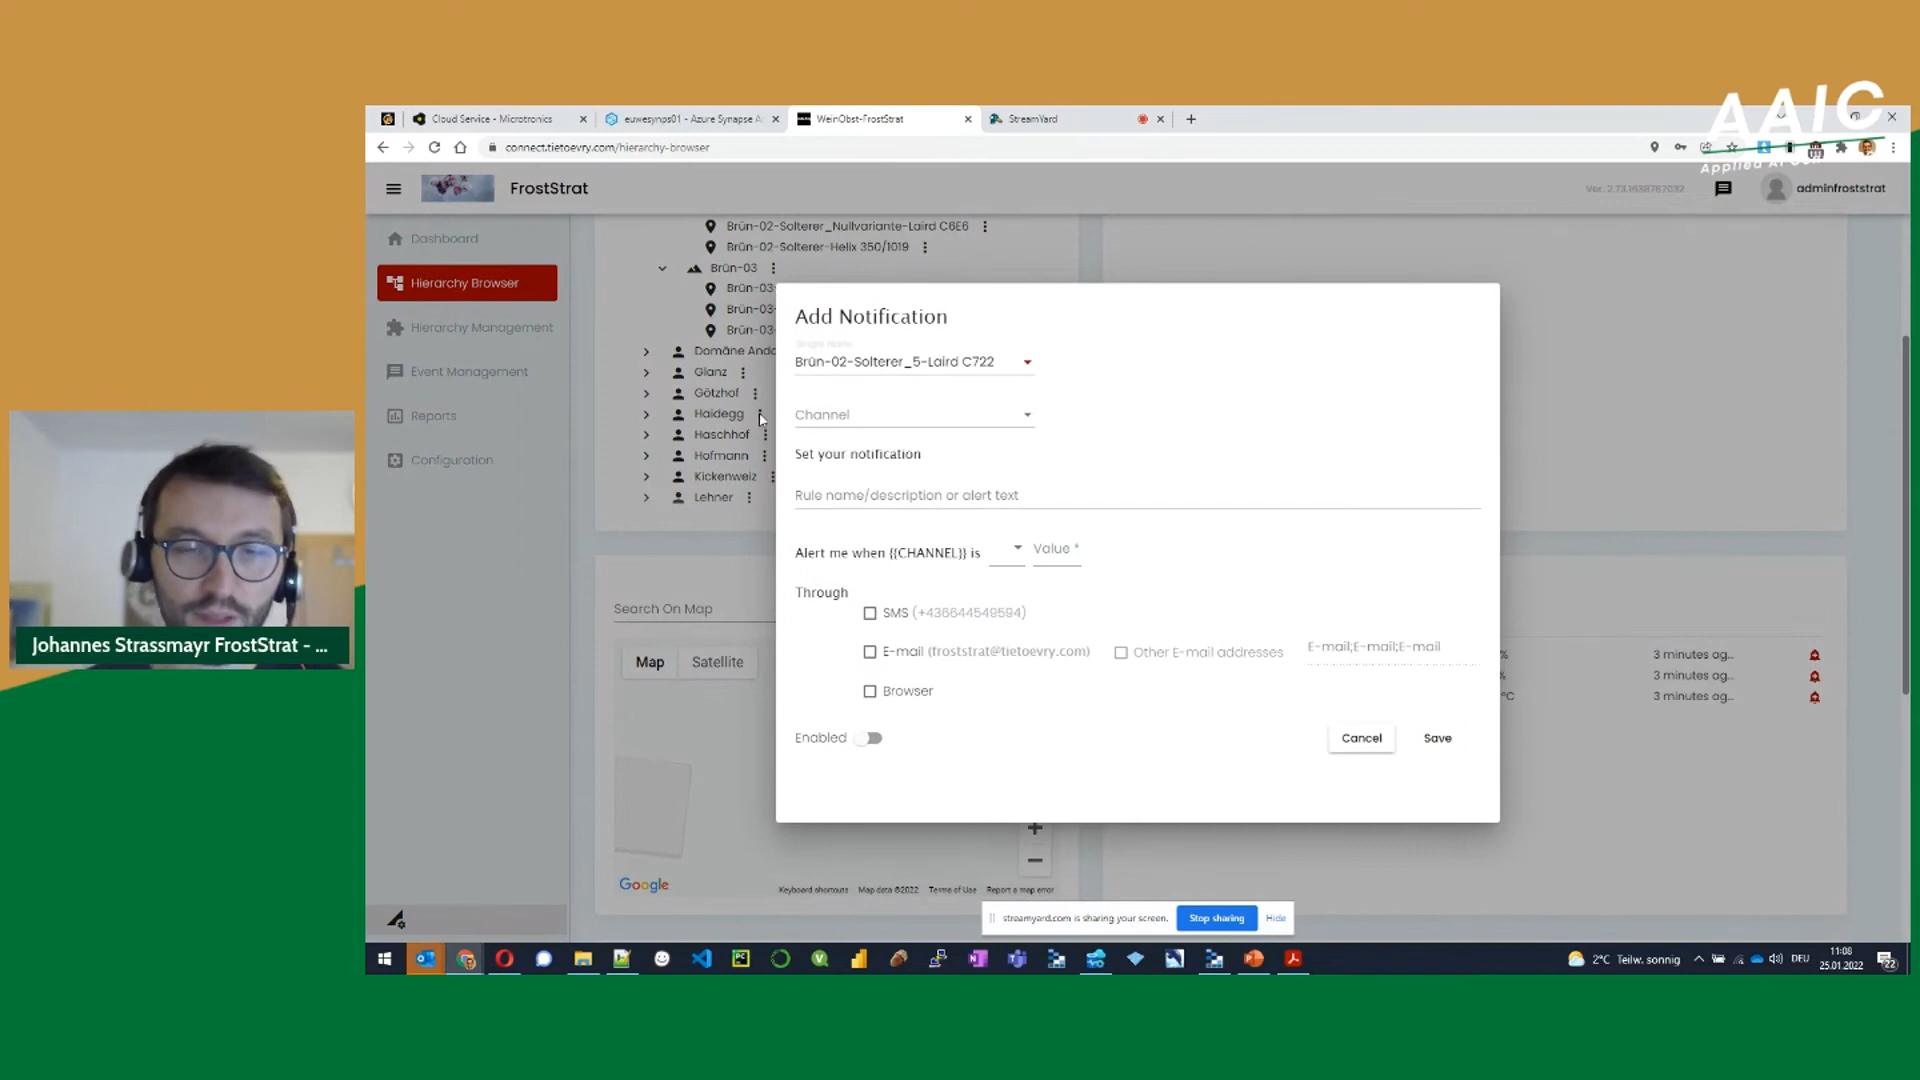 AAIC
Applied AI
Cloud Service - Microtronics
euwesynps01 - Azure Synapse A
WeinObst-FrostStrat
StreamYard
connect.tietoevry.com/hierarchy-browser
FrostStrat
Ver. 2.73.1638767032
adminfroststrat
Dashboard
Hierarchy Browser
Hierarchy Management
Event Management
Reports
Configuration
Brün-02-Solterer_Nullvariante-Laird C6E6
Brün-02-Solterer-Helix 350/1019
Brün-03
Brün-03-
Brün-03-
Brün-03-
Domäne Ando
Glanz
Götzhof
Haidegg
Haschhof
Hofmann
Kickenweiz
Lehner
Add Notification
Brün-02-Solterer_5-Laird C722
Channel
Set your notification
Rule name/description or alert text
Alert me when {{CHANNEL}} is
Value *
Through
SMS (+436644549594)
E-mail (froststrat@tietoevry.com)
Other E-mail addresses
E-mail;E-mail;E-mail
Browser
Enabled
Cancel
Save
Search On Map
Map
Satellite
% 3 minutes ag...
% 3 minutes ag...
°C 3 minutes ag...
Google
Keyboard shortcuts
Map data ©2022
Terms of Use
Report a map error
streamyard.com is sharing your screen.
Stop sharing
Hide
Johannes Strassmayr FrostStrat - ...
2°C Teilw. sonnig
DEU
11:08
25.01.2022
22